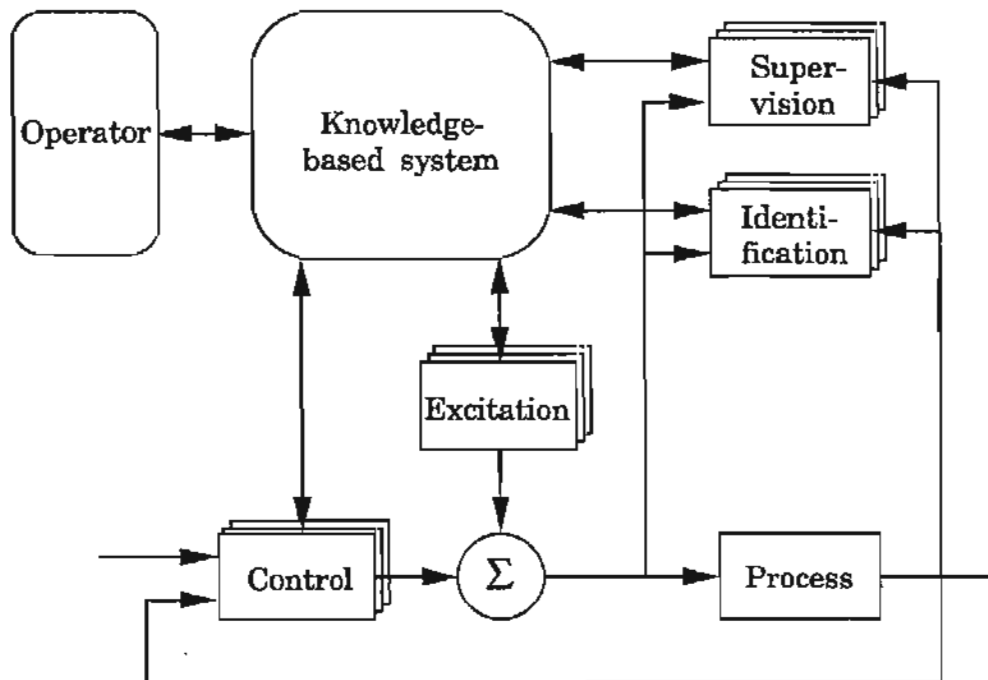 Operator
Knowledge-
based system
Super-
vision
Identi-
fication
Excitation
Control
Σ
Process